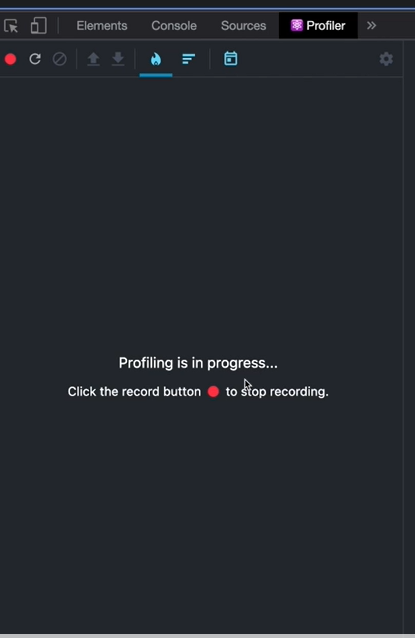 Elements Console Sources Profiler »
Profiling is in progress...
Click the record button to stop recording.